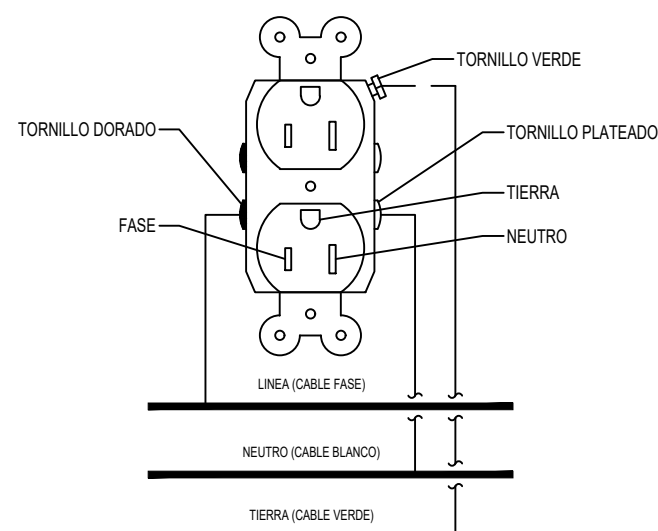 TORNILLO VERDE
TORNILLO DORADO
TORNILLO PLATEADO
TIERRA
FASE
NEUTRO
LINEA (CABLE FASE)
NEUTRO (CABLE BLANCO)
TIERRA (CABLE VERDE)